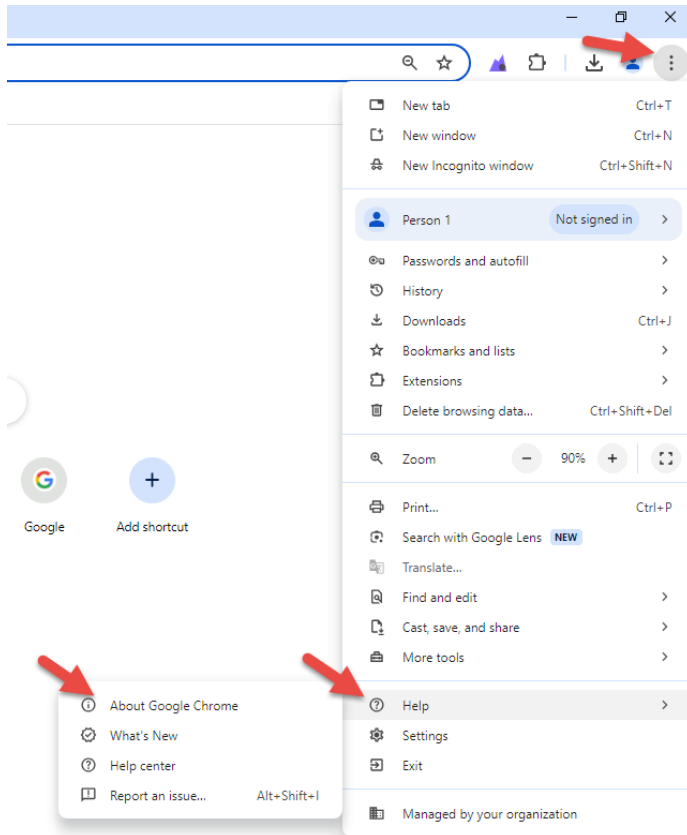 New tab Ctrl+T
New window Ctrl+N
New Incognito window Ctrl+Shift+N
Person 1 Not signed in
Passwords and autofill
History
Downloads Ctrl+J
Bookmarks and lists
Extensions
Delete browsing data... Ctrl+Shift+Del
Zoom − 90% +
Google Add shortcut
Print... Ctrl+P
Search with Google Lens NEW
Translate...
Find and edit
Cast, save, and share
More tools
Help
Settings
Exit
Managed by your organization
About Google Chrome
What's New
Help center
Report an issue... Alt+Shift+I